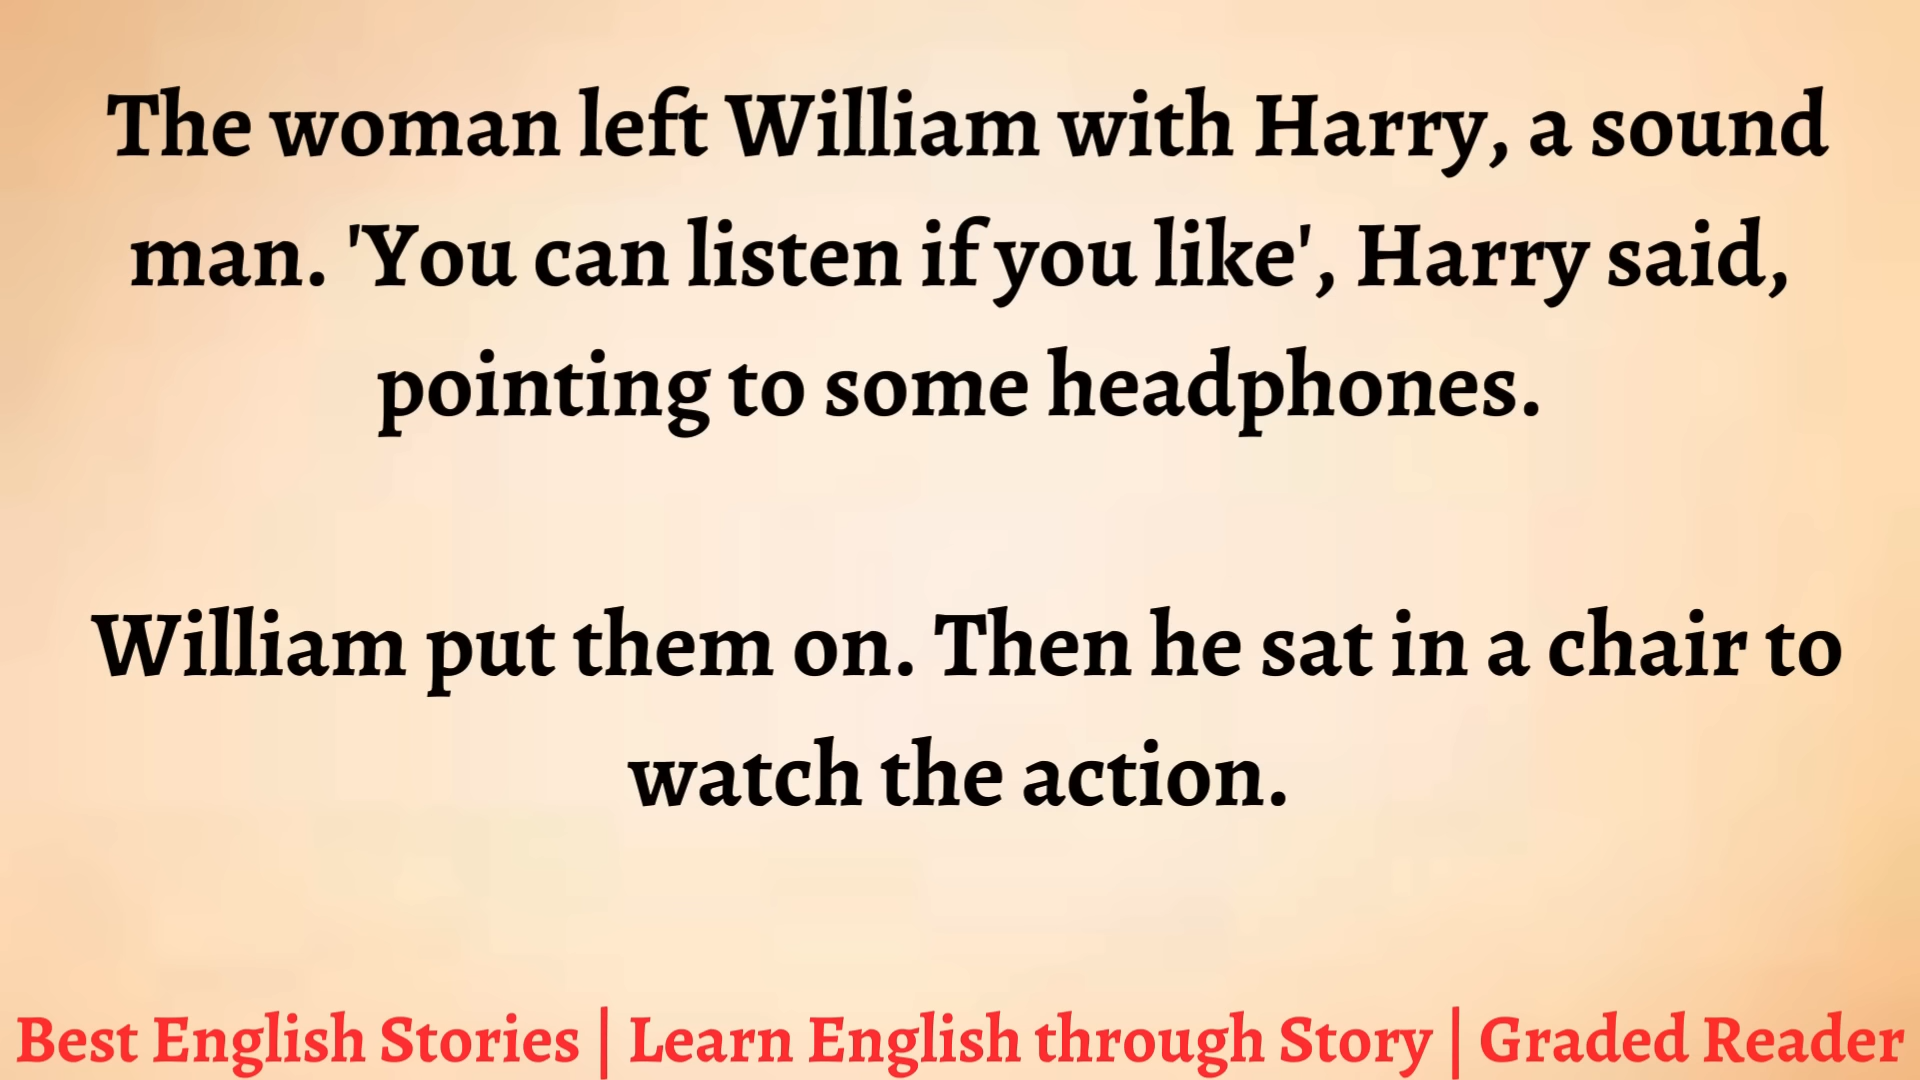 The woman left William with Harry, a sound
man. 'You can listen if you like', Harry said,
pointing to some headphones.
William put them on. Then he sat in a chair to
watch the action.
Best English Stories | Learn English through Story | Graded Reader